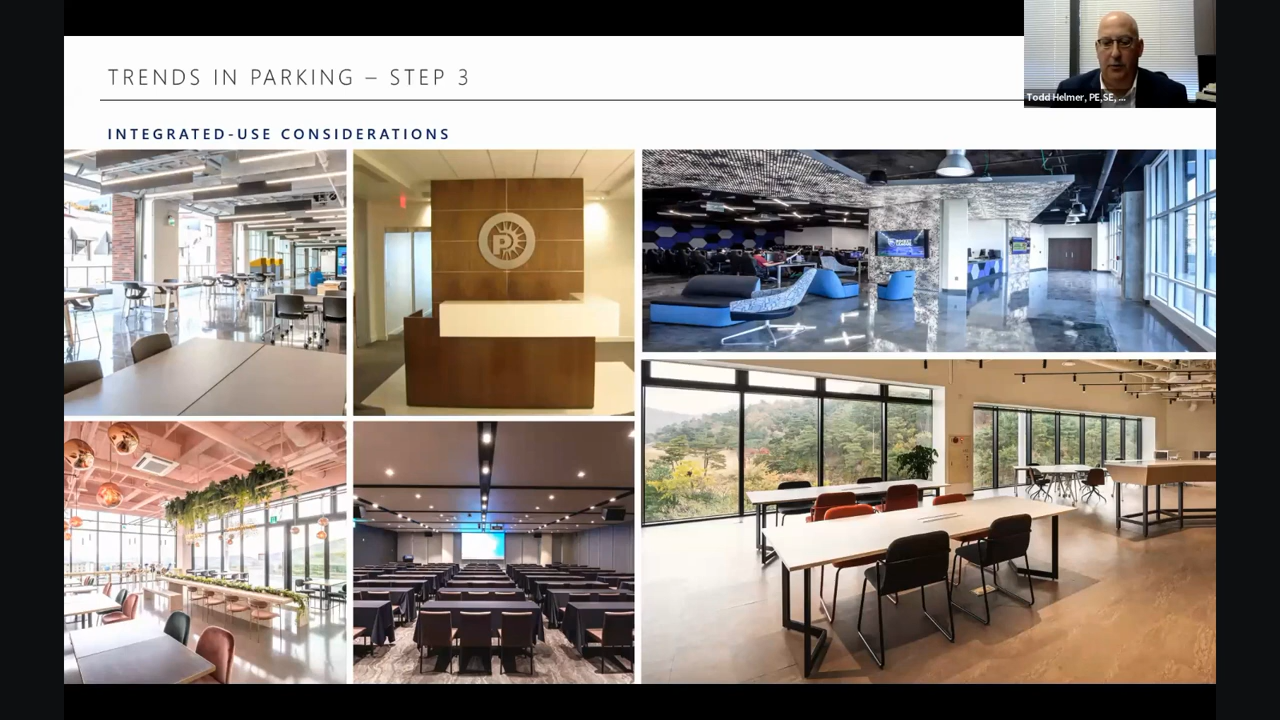 TRENDS IN PARKING – STEP 3
Todd Helmer, PE,SE, ...
INTEGRATED-USE CONSIDERATIONS
P